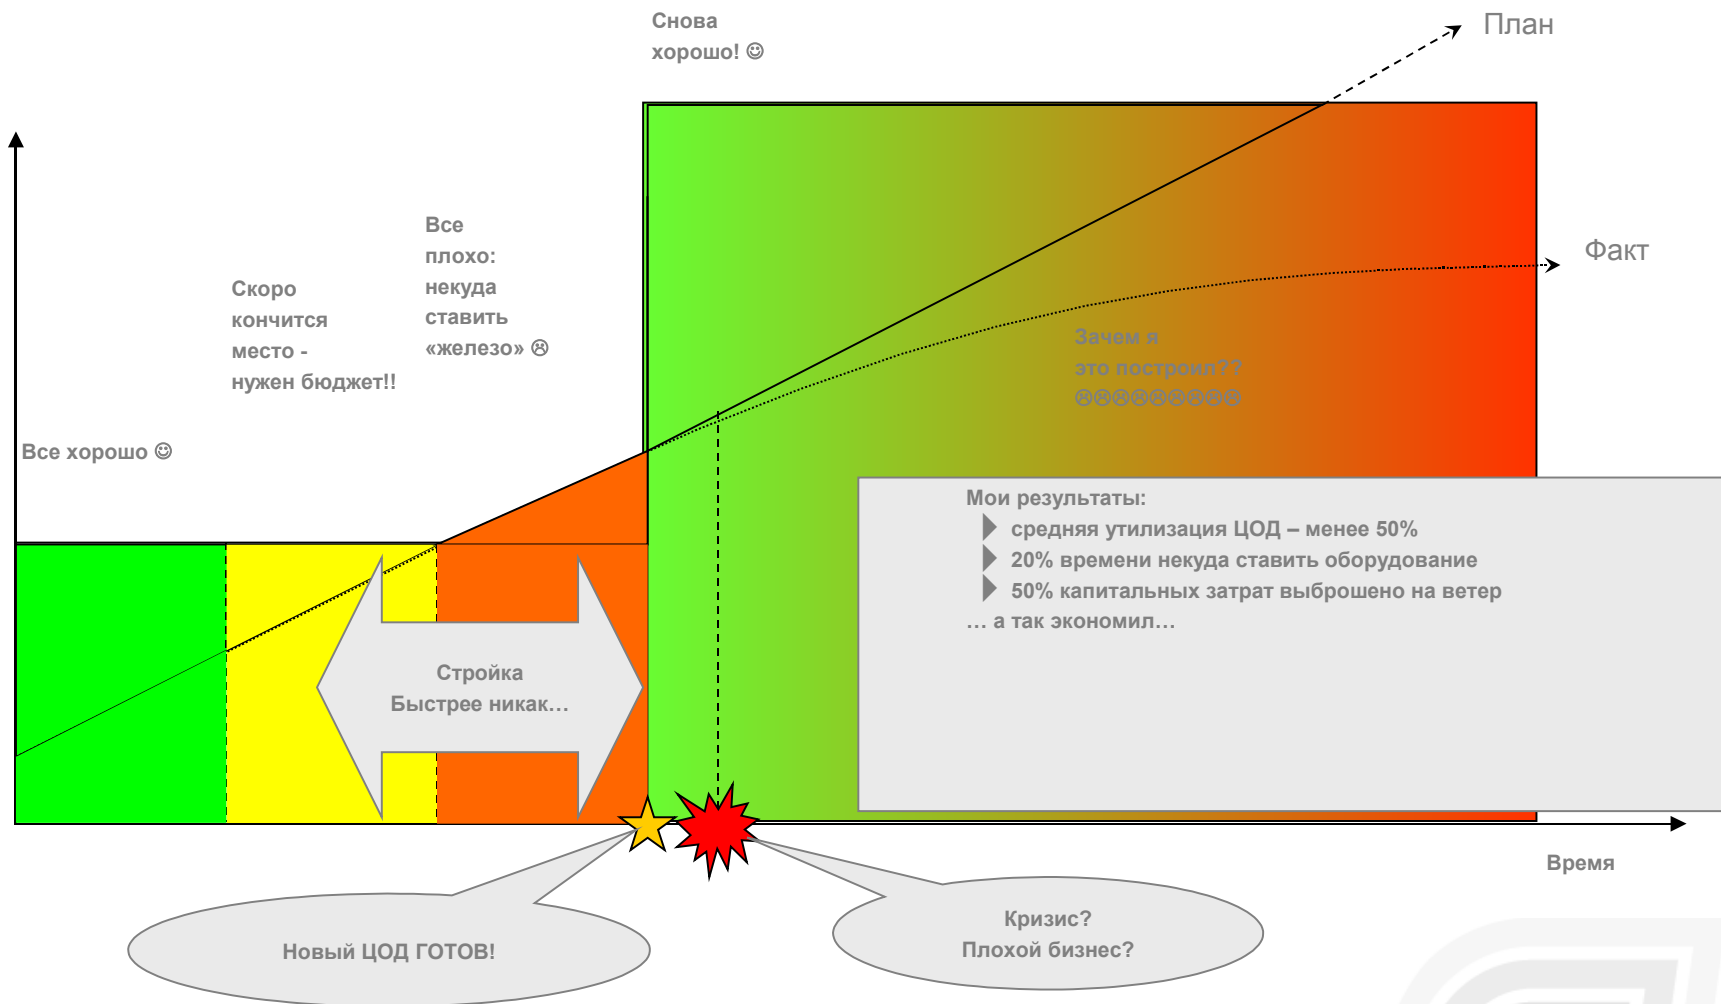 Снова
хорошо! ☺
План
Все
плохо:
некуда
ставить
«железо» ☹
Факт
Скоро
кончится
место -
нужен бюджет!!
Зачем я
это построил??
☹☹☹☹☹☹☹☹☹
Все хорошо ☺
Мои результаты:
средняя утилизация ЦОД – менее 50%
20% времени некуда ставить оборудование
50% капитальных затрат выброшено на ветер
… а так экономил…
Стройка
Быстрее никак…
Время
Новый ЦОД ГОТОВ!
Кризис?
Плохой бизнес?